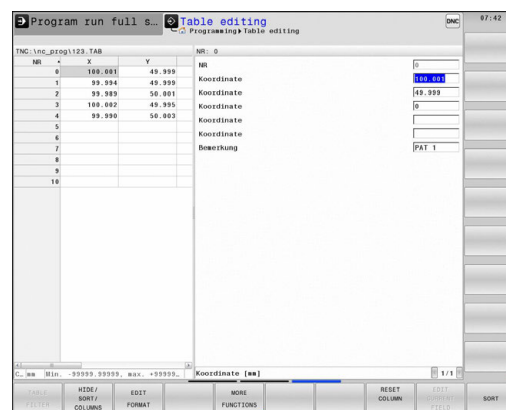 Program run full s…
Table editing
Programming▸Table editing
DNC
07:42
TNC:\nc_prog\123.TAB
NR X Y
0 100.001 49.999
1 99.994 49.999
2 99.989 50.001
3 100.002 49.995
4 99.990 50.003
5
6
7
8
9
10
NR: 0
NR 0
Koordinate 100.001
Koordinate 49.999
Koordinate 0
Koordinate
Koordinate
Bemerkung PAT 1
C… mm Min. -99999.99999, max. +99999…
Koordinate [mm] 1/1
TABLE FILTER
HIDE/ SORT/ COLUMNS
EDIT FORMAT
MORE FUNCTIONS
RESET COLUMN
EDIT CURRENT FIELD
SORT